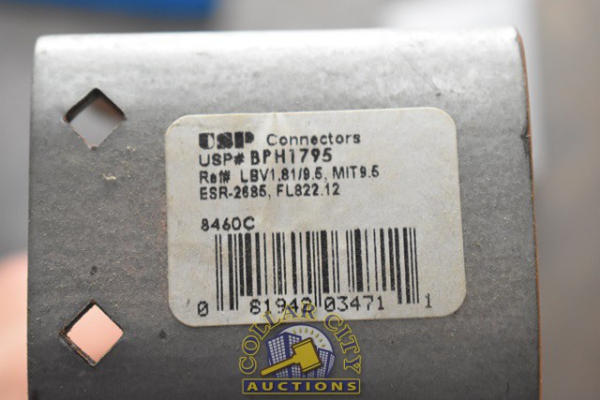 USP Connectors
USP# BPH1795
Ref# LBV1.81/9.5, MIT9.5
ESR-2685, FL822.12
8460C
0 81942 03471 1
COLLAR CITY
AUCTIONS